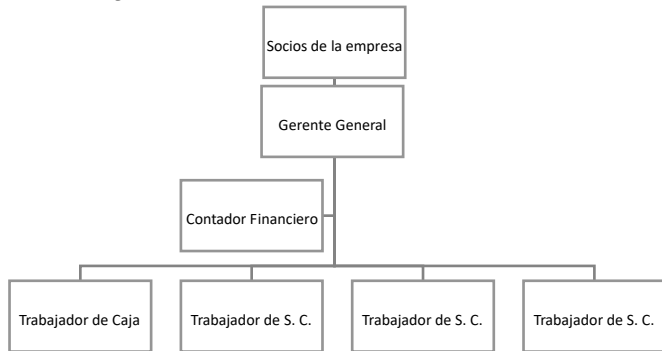 Socios de la empresa
Gerente General
Contador Financiero
Trabajador de Caja
Trabajador de S. C.
Trabajador de S. C.
Trabajador de S. C.